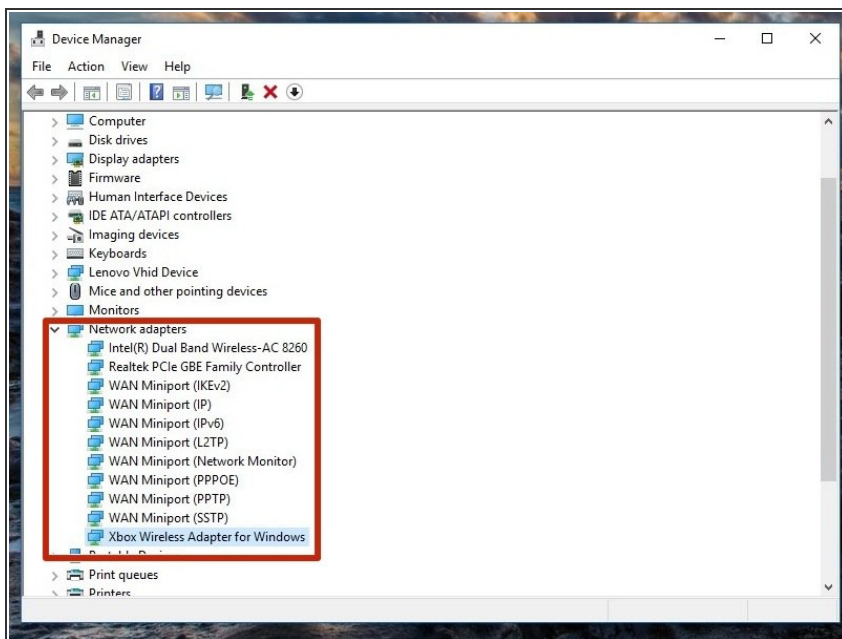 Device Manager
File Action View Help
Computer
Disk drives
Display adapters
Firmware
Human Interface Devices
IDE ATA/ATAPI controllers
Imaging devices
Keyboards
Lenovo Vhid Device
Mice and other pointing devices
Monitors
Network adapters
Intel(R) Dual Band Wireless-AC 8260
Realtek PCIe GBE Family Controller
WAN Miniport (IKEv2)
WAN Miniport (IP)
WAN Miniport (IPv6)
WAN Miniport (L2TP)
WAN Miniport (Network Monitor)
WAN Miniport (PPPOE)
WAN Miniport (PPTP)
WAN Miniport (SSTP)
Xbox Wireless Adapter for Windows
Print queues
Printers